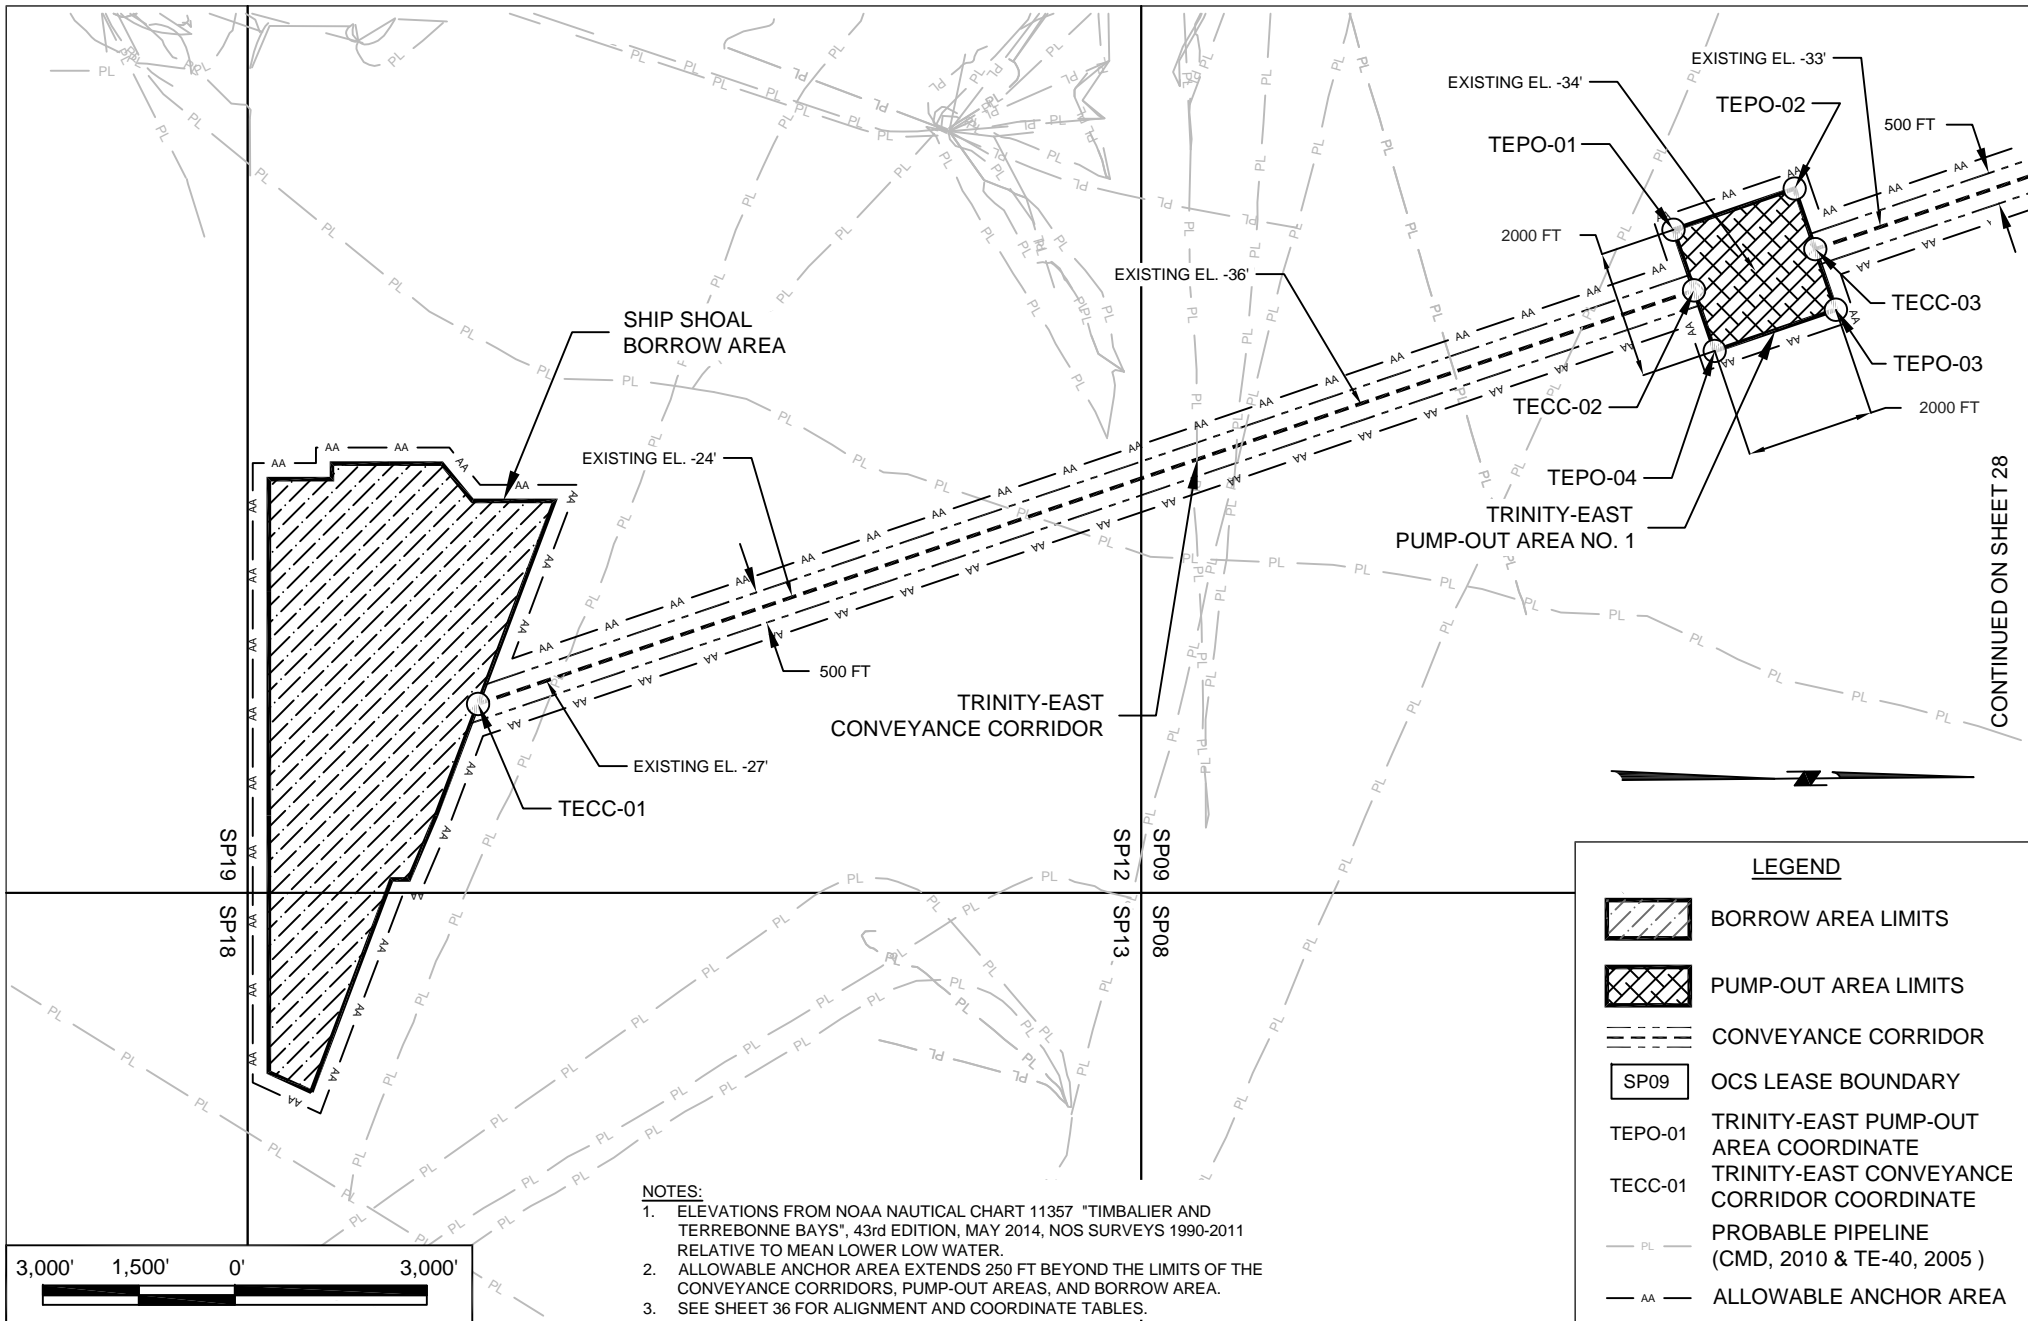 EXISTING EL. -33'
EXISTING EL. -34'
TEPO-02
500 FT
TEPO-01
2000 FT
EXISTING EL. -36'
TECC-03
SHIP SHOAL
BORROW AREA
TEPO-03
TECC-02
2000 FT
EXISTING EL. -24'
TEPO-04
TRINITY-EAST
PUMP-OUT AREA NO. 1
CONTINUED ON SHEET 28
500 FT
TRINITY-EAST
CONVEYANCE CORRIDOR
EXISTING EL. -27'
TECC-01
SP19
SP18
SP12
SP09
SP13
SP08
PL
AA
LEGEND
BORROW AREA LIMITS
PUMP-OUT AREA LIMITS
CONVEYANCE CORRIDOR
SP09 OCS LEASE BOUNDARY
TEPO-01 TRINITY-EAST PUMP-OUT
AREA COORDINATE
TECC-01 TRINITY-EAST CONVEYANCE
CORRIDOR COORDINATE
PL PROBABLE PIPELINE
(CMD, 2010 & TE-40, 2005 )
AA ALLOWABLE ANCHOR AREA
NOTES:
1. ELEVATIONS FROM NOAA NAUTICAL CHART 11357 "TIMBALIER AND
TERREBONNE BAYS", 43rd EDITION, MAY 2014, NOS SURVEYS 1990-2011
RELATIVE TO MEAN LOWER LOW WATER.
2. ALLOWABLE ANCHOR AREA EXTENDS 250 FT BEYOND THE LIMITS OF THE
CONVEYANCE CORRIDORS, PUMP-OUT AREAS, AND BORROW AREA.
3. SEE SHEET 36 FOR ALIGNMENT AND COORDINATE TABLES.
3,000' 1,500' 0' 3,000'